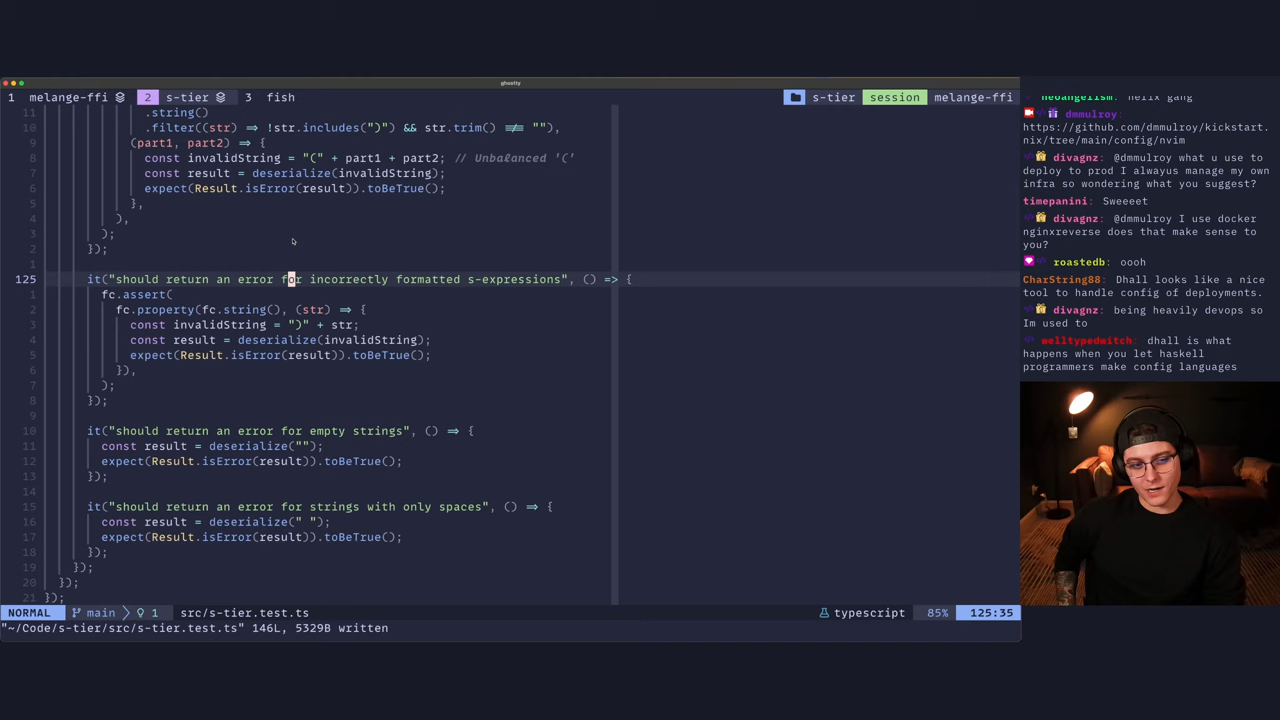 ghostty
1 melange-ffi 2 s-tier 3 fish s-tier session melange-ffi
11 .string()
10 .filter((str) => !str.includes(")") && str.trim() !== ""),
9 (part1, part2) => {
8 const invalidString = "(" + part1 + part2; // Unbalanced '('
7 const result = deserialize(invalidString);
6 expect(Result.isError(result)).toBeTrue();
5 },
4 ),
3 );
2 });
1
125 it("should return an error for incorrectly formatted s-expressions", () => {
1 fc.assert(
2 fc.property(fc.string(), (str) => {
3 const invalidString = ")" + str;
4 const result = deserialize(invalidString);
5 expect(Result.isError(result)).toBeTrue();
6 }),
7 );
8 });
9
10 it("should return an error for empty strings", () => {
11 const result = deserialize("");
12 expect(Result.isError(result)).toBeTrue();
13 });
14
15 it("should return an error for strings with only spaces", () => {
16 const result = deserialize(" ");
17 expect(Result.isError(result)).toBeTrue();
18 });
19 });
20 });
21 });
NORMAL main 1 src/s-tier.test.ts typescript 85% 125:35
"~/Code/s-tier/src/s-tier.test.ts" 146L, 5329B written
neoangelism: helix gang
dmmulroy:
https://github.com/dmmulroy/kickstart.
nix/tree/main/config/nvim
divagnz: @dmmulroy what u use to
deploy to prod I alwayus manage my own
infra so wondering what you suggest?
timepanini: Sweeeet
divagnz: @dmmulroy I use docker
nginxreverse does that make sense to
you?
roastedb: oooh
CharString88: Dhall looks like a nice
tool to handle config of deployments.
divagnz: being heavily devops so
Im used to
welltypedwitch: dhall is what
happens when you let haskell
programmers make config languages